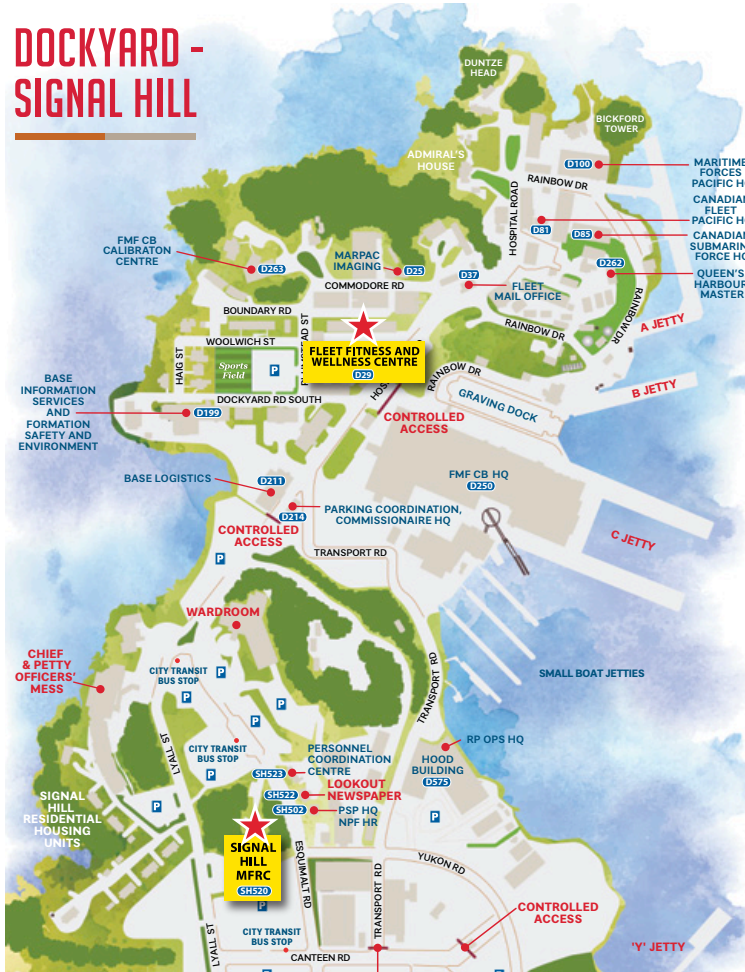 DOCKYARD -
SIGNAL HILL
DUNTZE
HEAD
BICKFORD
TOWER
ADMIRAL'S
HOUSE
D100
MARITIME
FORCES
PACIFIC H
RAINBOW DR
HOSPITAL ROAD
CANADIAN
FLEET
PACIFIC H
D81
D85
CANADIAN
SUBMARIN
FORCE HQ
FMF CB
CALIBRATON
CENTRE
D263
MARPAC
IMAGING
D25
D37
D262
QUEEN'S
HARBOUR
MASTER
COMMODORE RD
FLEET
MAIL OFFICE
BOUNDARY RD
RAINBOW DR
RAINBOW DR
A JETTY
WOOLWICH ST
FLEET FITNESS AND
WELLNESS CENTRE
D29
HAIG ST
Sports
Field
P
RAINBOW DR
B JETTY
BASE
INFORMATION
SERVICES
AND
FORMATION
SAFETY AND
ENVIRONMENT
DOCKYARD RD SOUTH
D199
GRAVING DOCK
CONTROLLED
ACCESS
BASE LOGISTICS
D211
FMF CB HQ
D250
D214
PARKING COORDINATION,
COMMISSIONAIRE HQ
CONTROLLED
ACCESS
C JETTY
TRANSPORT RD
P
WARDROOM
CHIEF
& PETTY
OFFICERS'
MESS
CITY TRANSIT
BUS STOP
P
P
P
P
SMALL BOAT JETTIES
TRANSPORT RD
LYALL ST
CITY TRANSIT
BUS STOP
P
PERSONNEL
COORDINATION
CENTRE
SH523
RP OPS HQ
HOOD
BUILDING
D575
SH522
LOOKOUT
NEWSPAPER
SH502
PSP HQ
NPF HR
P
P
SIGNAL
HILL
RESIDENTIAL
HOUSING
UNITS
SIGNAL
HILL
MFRC
SH520
P
ESQUIMALT RD
TRANSPORT RD
YUKON RD
CONTROLLED
ACCESS
LYALL ST
CITY TRANSIT
BUS STOP
CANTEEN RD
'Y' JETTY